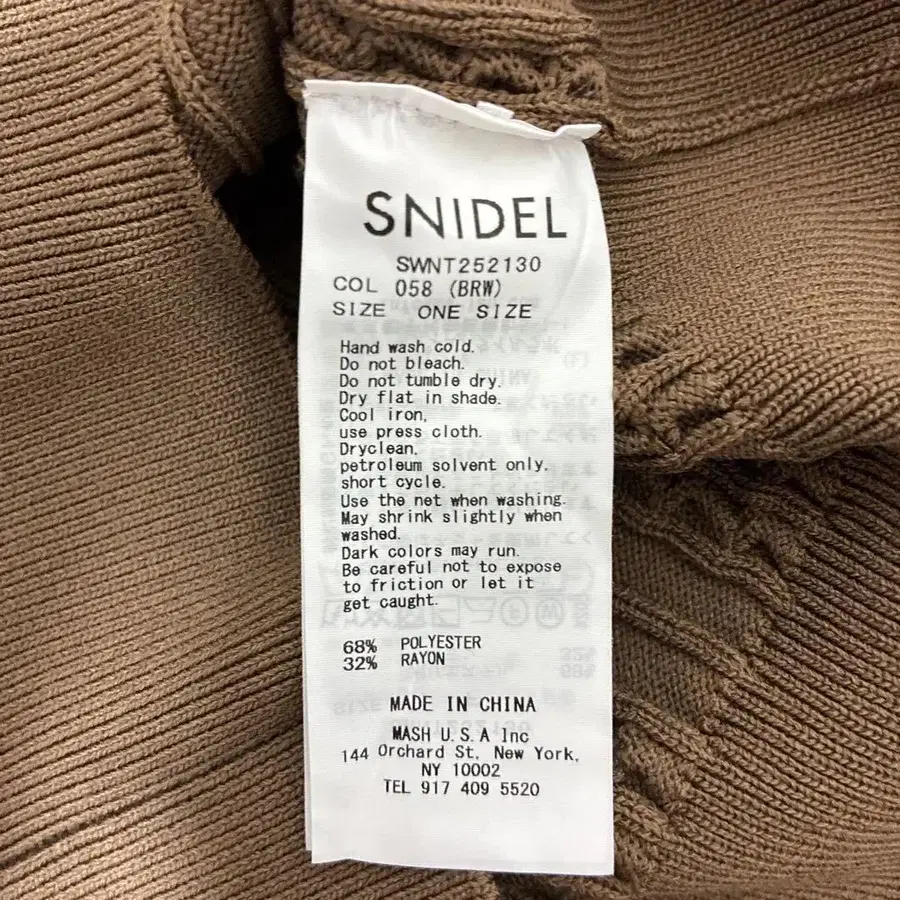 SNIDEL
SWNT252130
COL 058 (BRW)
SIZE ONE SIZE
Hand wash cold.
Do not bleach.
Do not tumble dry.
Dry flat in shade.
Cool iron,
use press cloth.
Dryclean,
petroleum solvent only,
short cycle.
Use the net when washing.
May shrink slightly when
washed.
Dark colors may run.
Be careful not to expose
to friction or let it
get caught.
68% POLYESTER
32% RAYON
MADE IN CHINA
MASH U.S.A Inc
144 Orchard St, New York,
NY 10002
TEL 917 409 5520